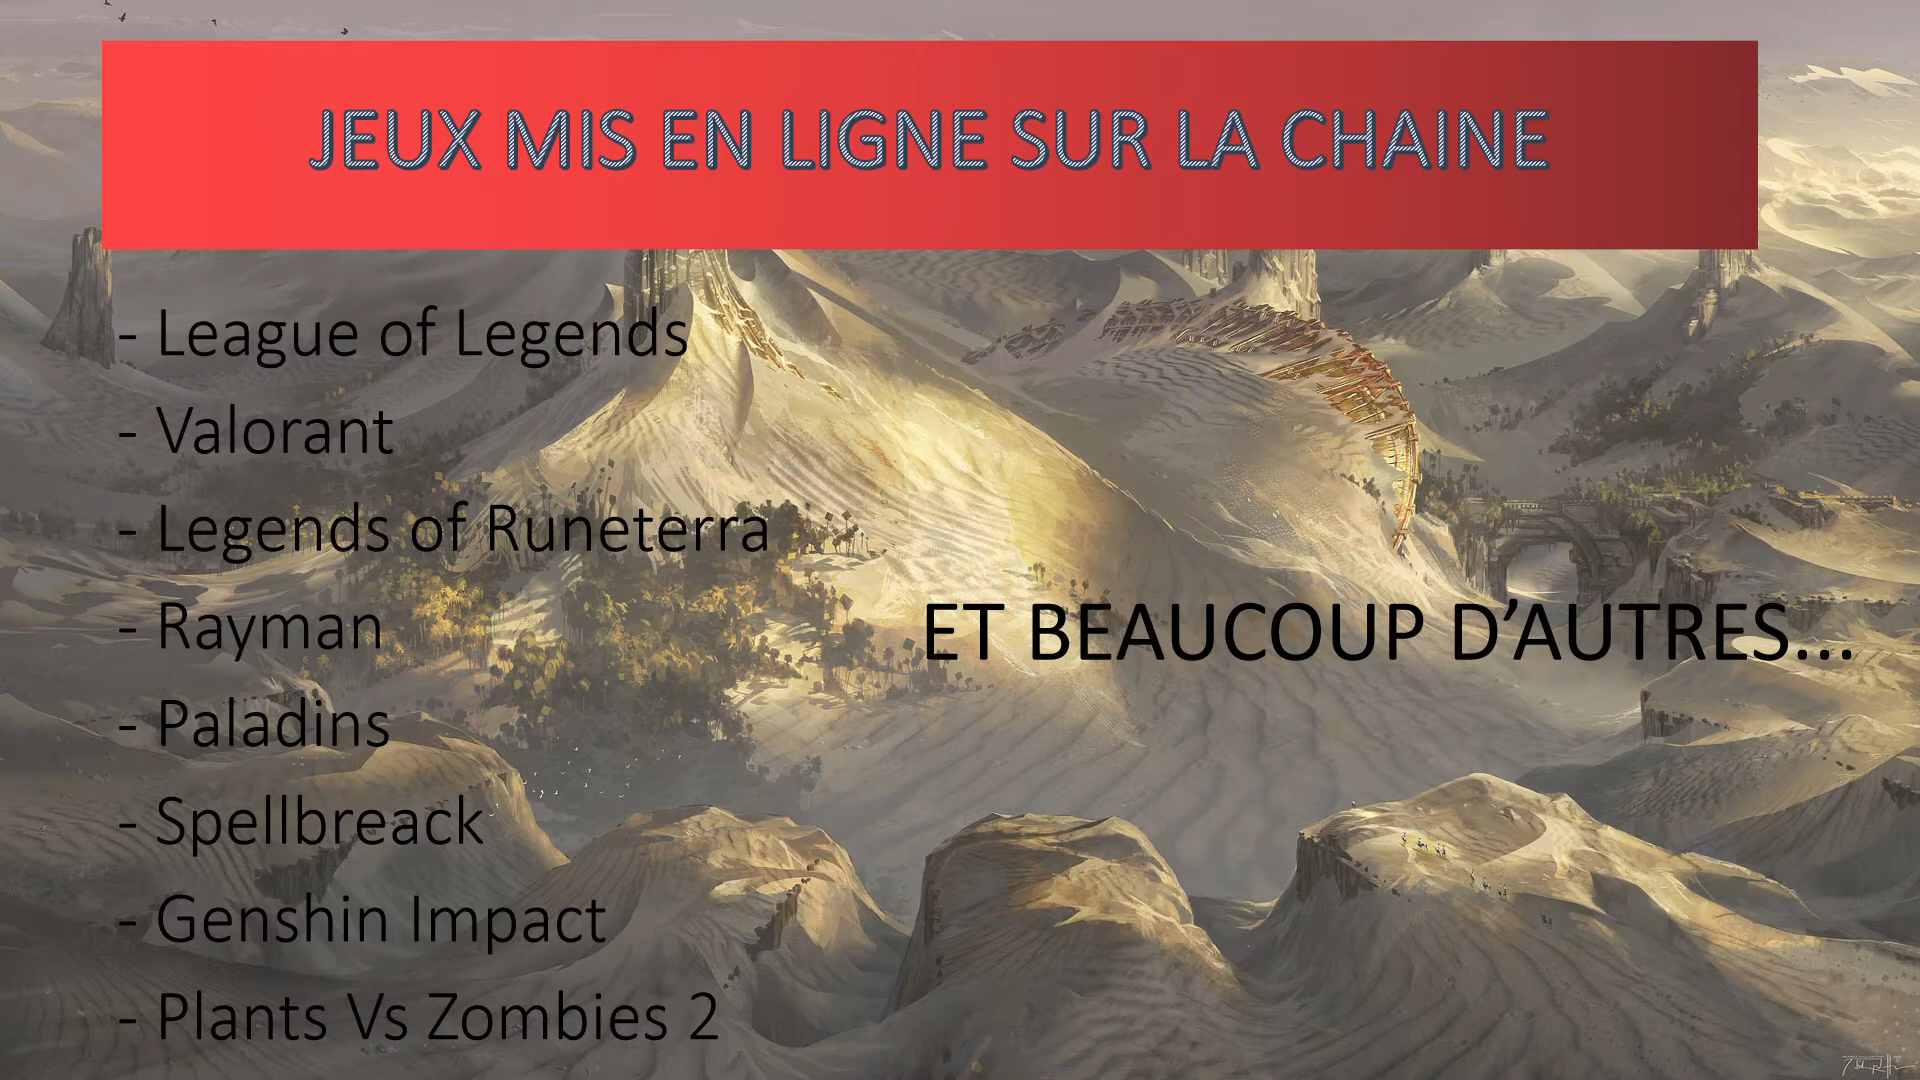 JEUX MIS EN LIGNE SUR LA CHAINE
- League of Legends
- Valorant
- Legends of Runeterra
- Rayman
- Paladins
- Spellbreack
- Genshin Impact
- Plants Vs Zombies 2
ET BEAUCOUP D’AUTRES...